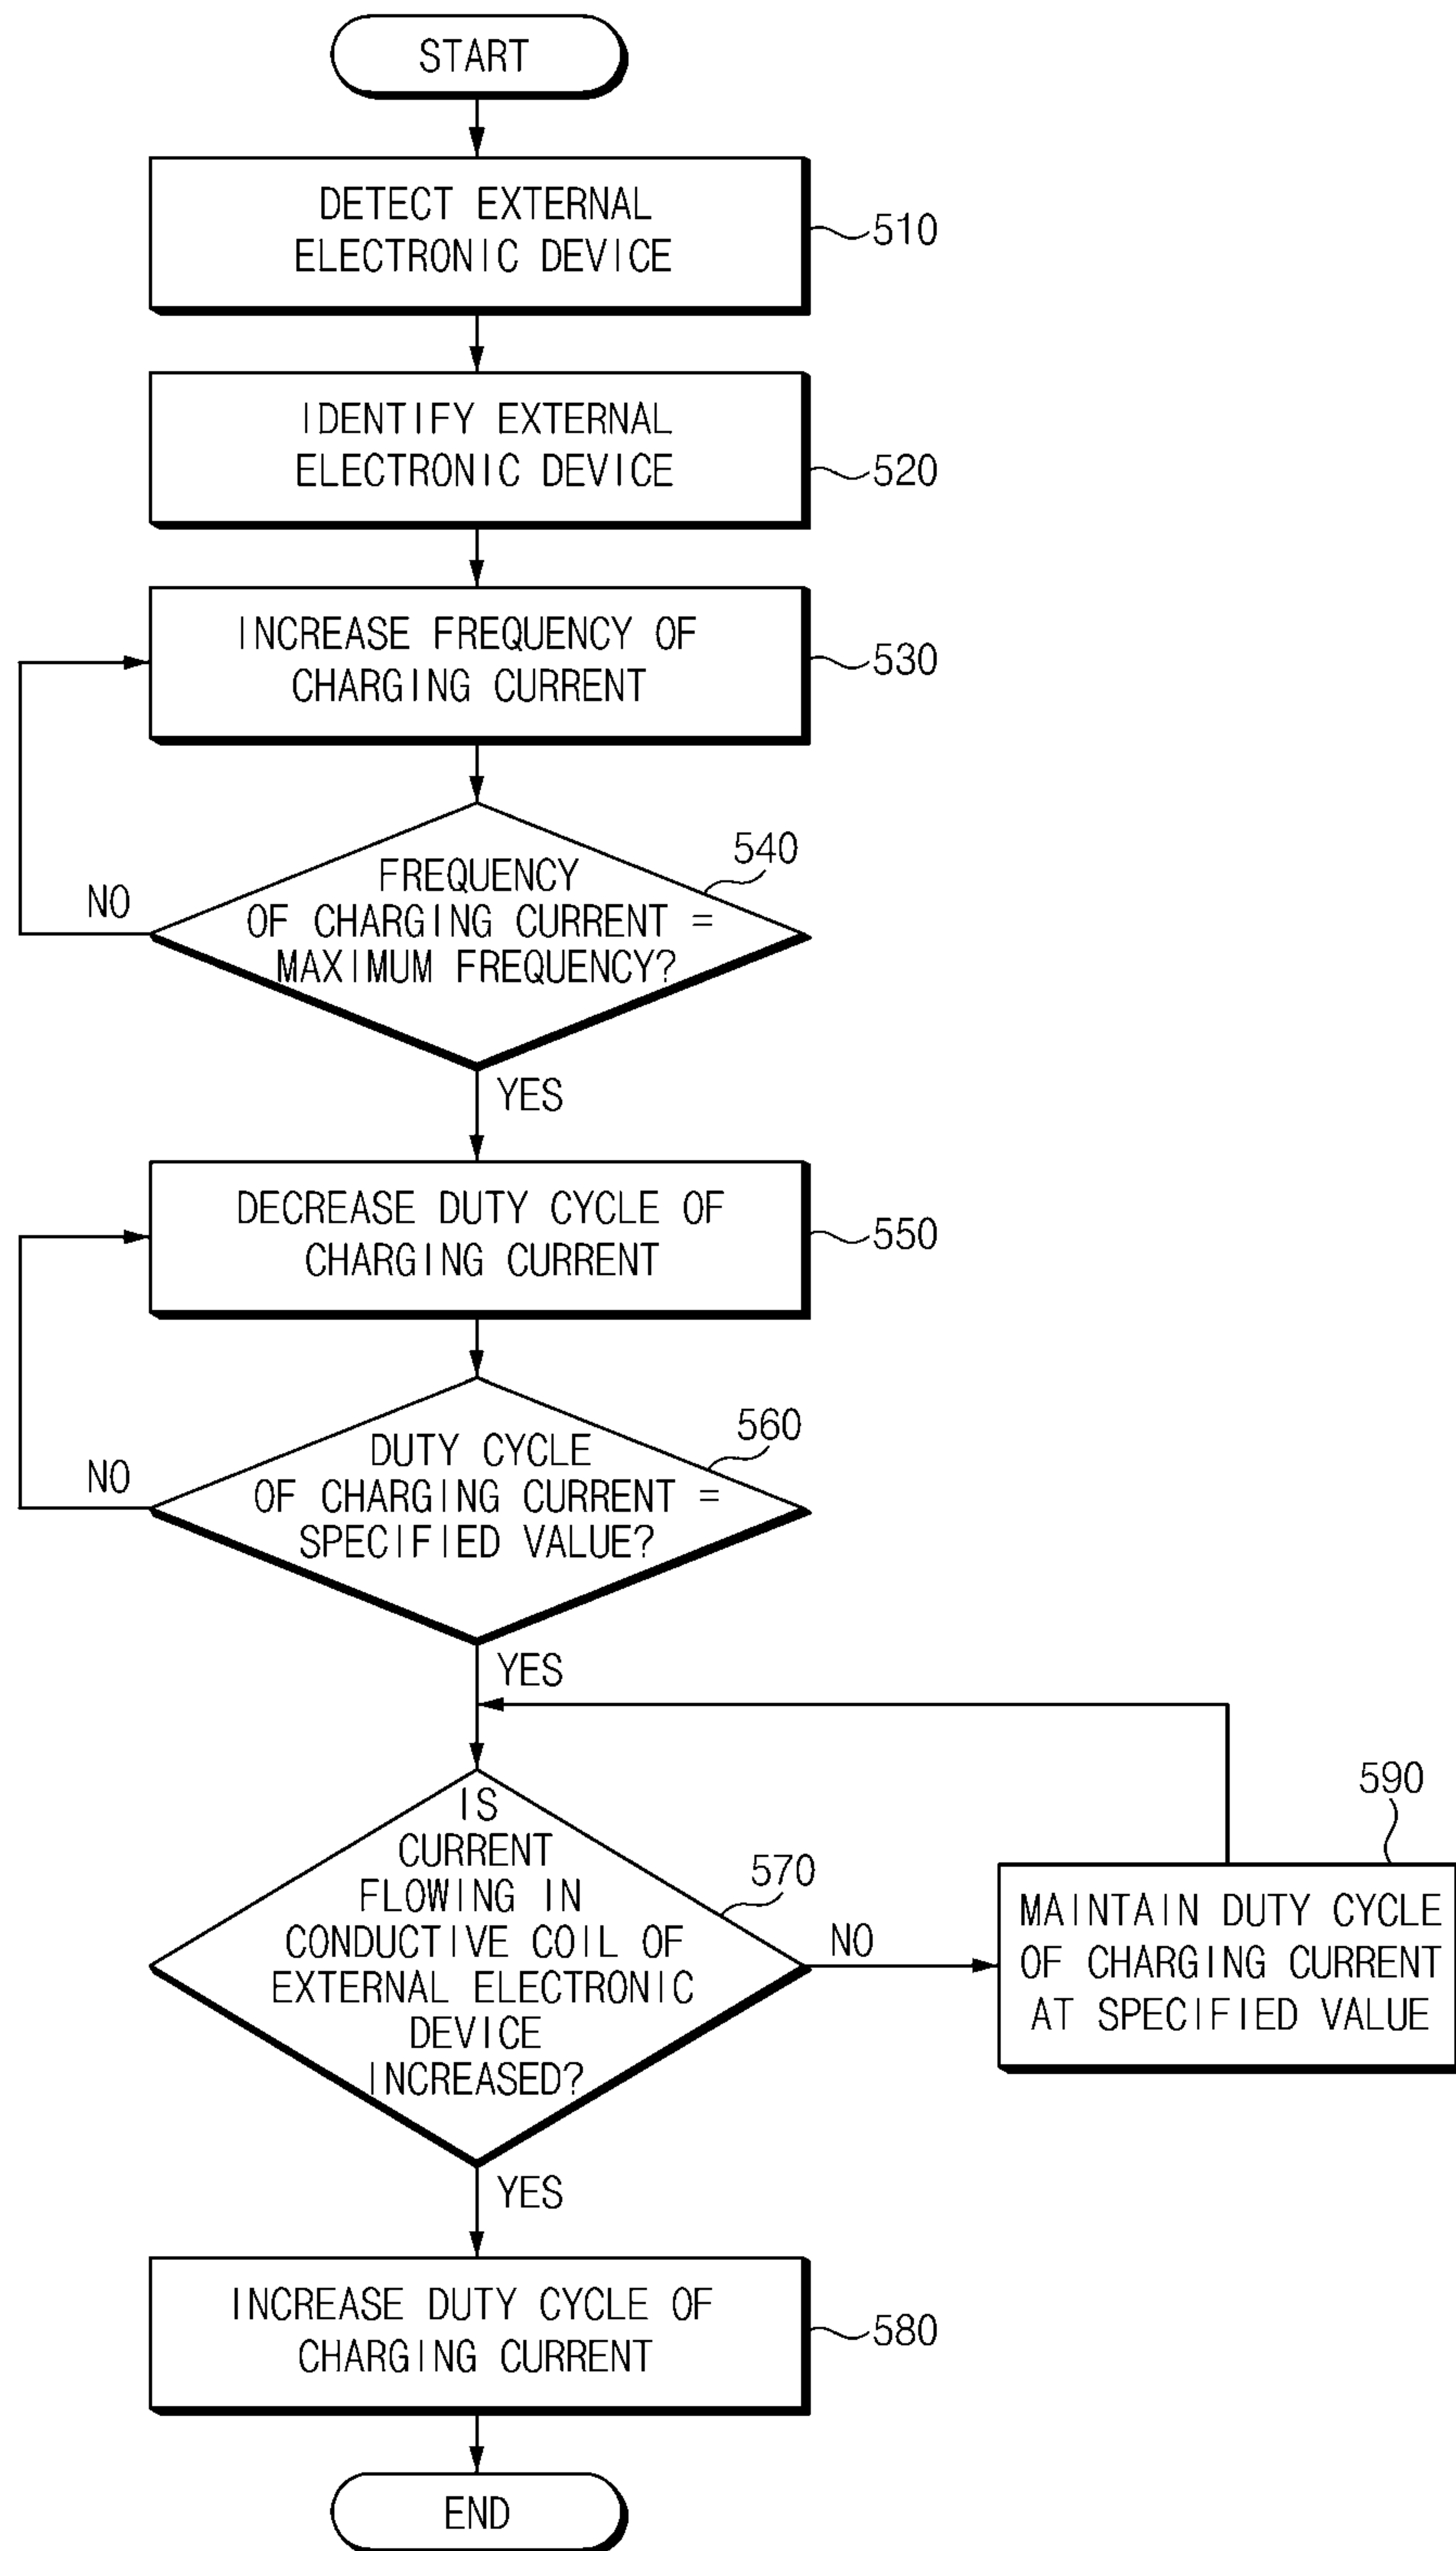 START
DETECT EXTERNAL
ELECTRONIC DEVICE
510
IDENTIFY EXTERNAL
ELECTRONIC DEVICE
520
INCREASE FREQUENCY OF
CHARGING CURRENT
530
540
FREQUENCY
OF CHARGING CURRENT =
MAXIMUM FREQUENCY?
NO
YES
DECREASE DUTY CYCLE OF
CHARGING CURRENT
550
560
DUTY CYCLE
OF CHARGING CURRENT =
SPECIFIED VALUE?
NO
YES
IS
CURRENT
FLOWING IN
CONDUCTIVE COIL OF
EXTERNAL ELECTRONIC
DEVICE
INCREASED?
570
NO
590
MAINTAIN DUTY CYCLE
OF CHARGING CURRENT
AT SPECIFIED VALUE
YES
INCREASE DUTY CYCLE OF
CHARGING CURRENT
580
END